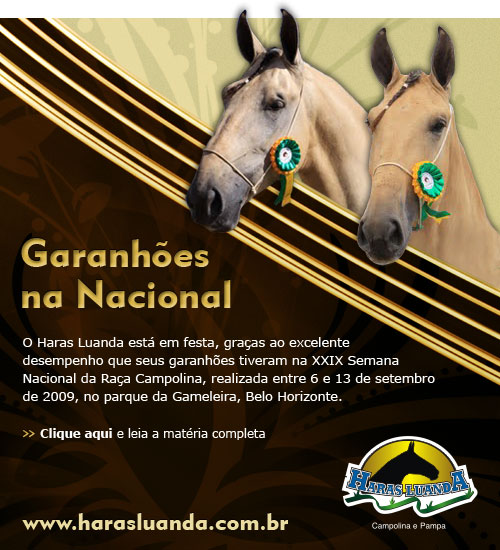 Garanhões
na Nacional
O Haras Luanda está em festa, graças ao excelente
desempenho que seus garanhões tiveram na XXIX Semana
Nacional da Raça Campolina, realizada entre 6 e 13 de setembro
de 2009, no parque da Gameleira, Belo Horizonte.
>> Clique aqui e leia a matéria completa
HARAS LUANDA
Campolina e Pampa
www.harasluanda.com.br